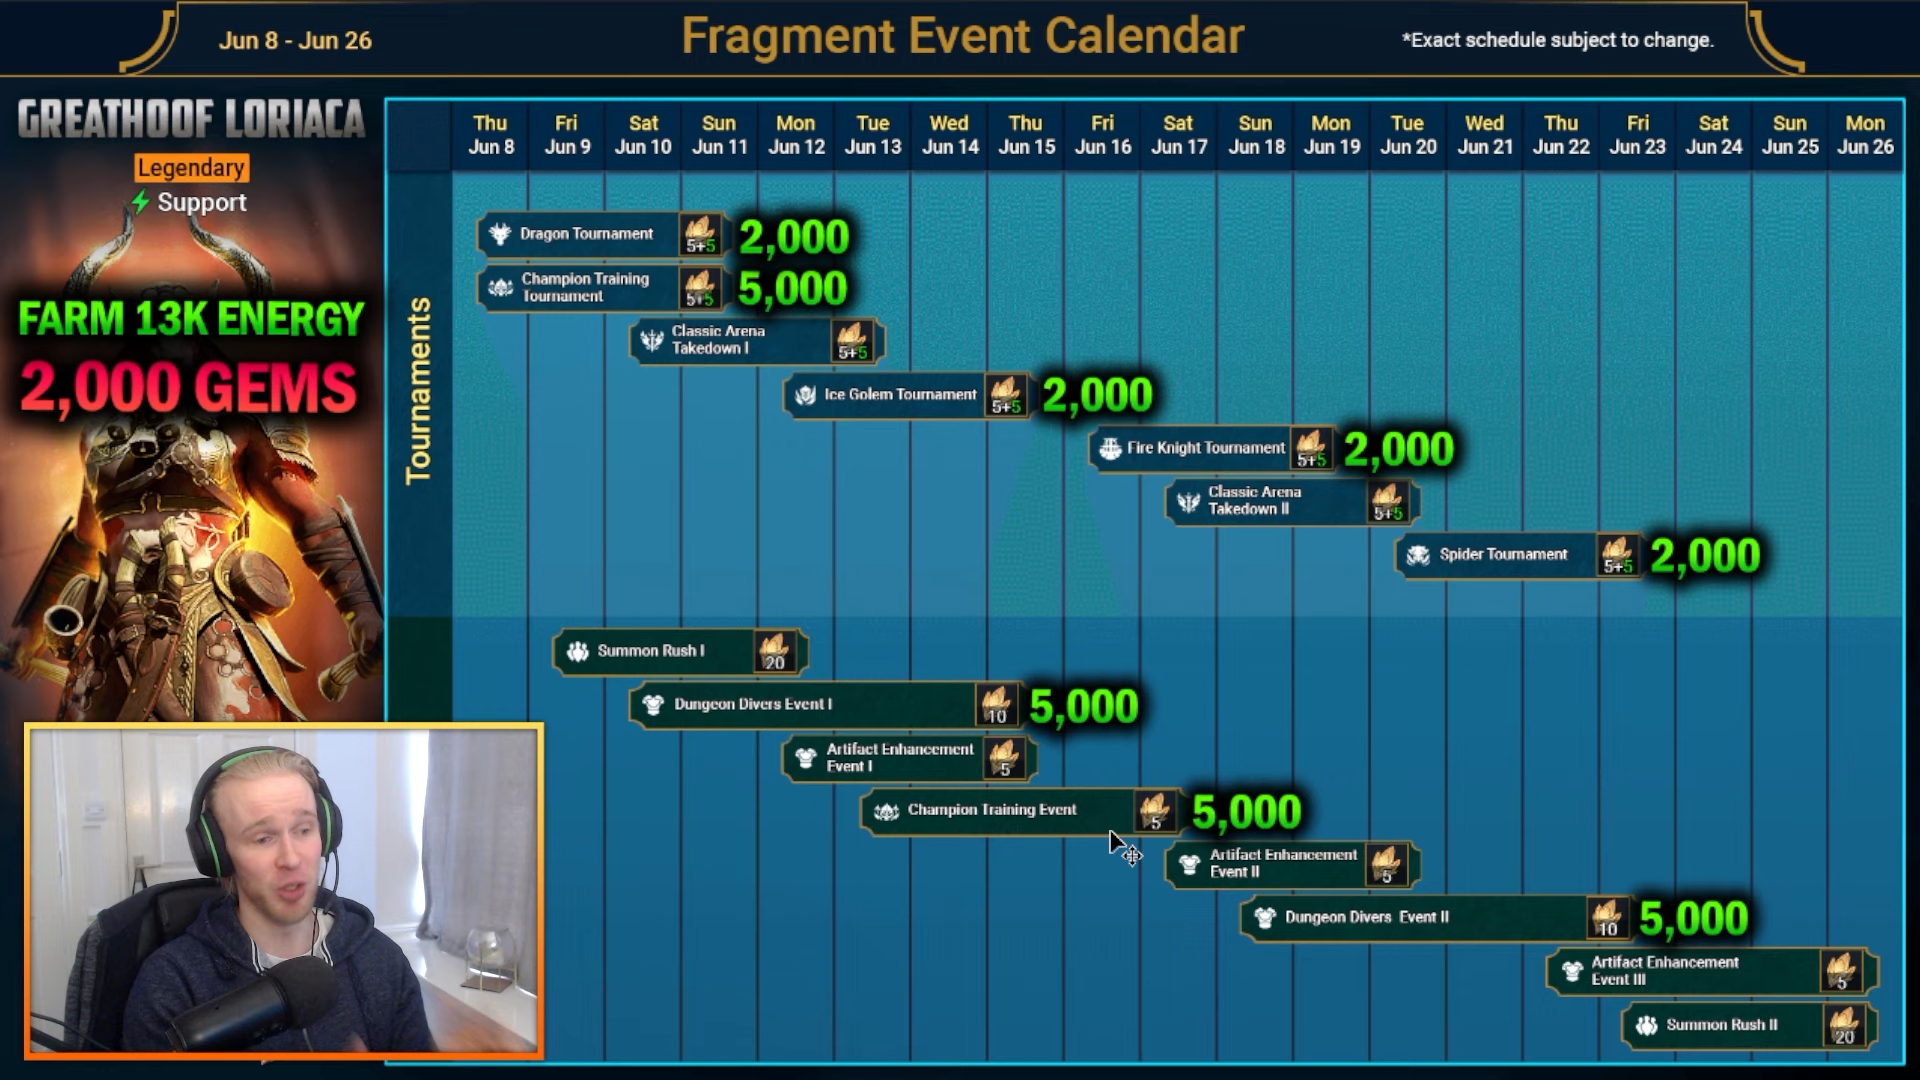 Jun 8 - Jun 26
Fragment Event Calendar
*Exact schedule subject to change.
GREATHOOF LORIACA
Legendary
Support
FARM 13K ENERGY
2,000 GEMS
Thu Fri Sat Sun Mon Tue Wed Thu Fri Sat Sun Mon Tue Wed Thu Fri Sat Sun Mon
Jun 8 Jun 9 Jun 10 Jun 11 Jun 12 Jun 13 Jun 14 Jun 15 Jun 16 Jun 17 Jun 18 Jun 19 Jun 20 Jun 21 Jun 22 Jun 23 Jun 24 Jun 25 Jun 26
Tournaments
Dragon Tournament 5+5 2,000
Champion Training
Tournament 5+5 5,000
Classic Arena
Takedown I 5+5
Ice Golem Tournament 5+5 2,000
Fire Knight Tournament 5+5 2,000
Classic Arena
Takedown II 5+5
Spider Tournament 5+5 2,000
Summon Rush I 20
Dungeon Divers Event I 10 5,000
Artifact Enhancement
Event I 5
Champion Training Event 5 5,000
Artifact Enhancement
Event II 5
Dungeon Divers Event II 10 5,000
Artifact Enhancement
Event III 5
Summon Rush II 20